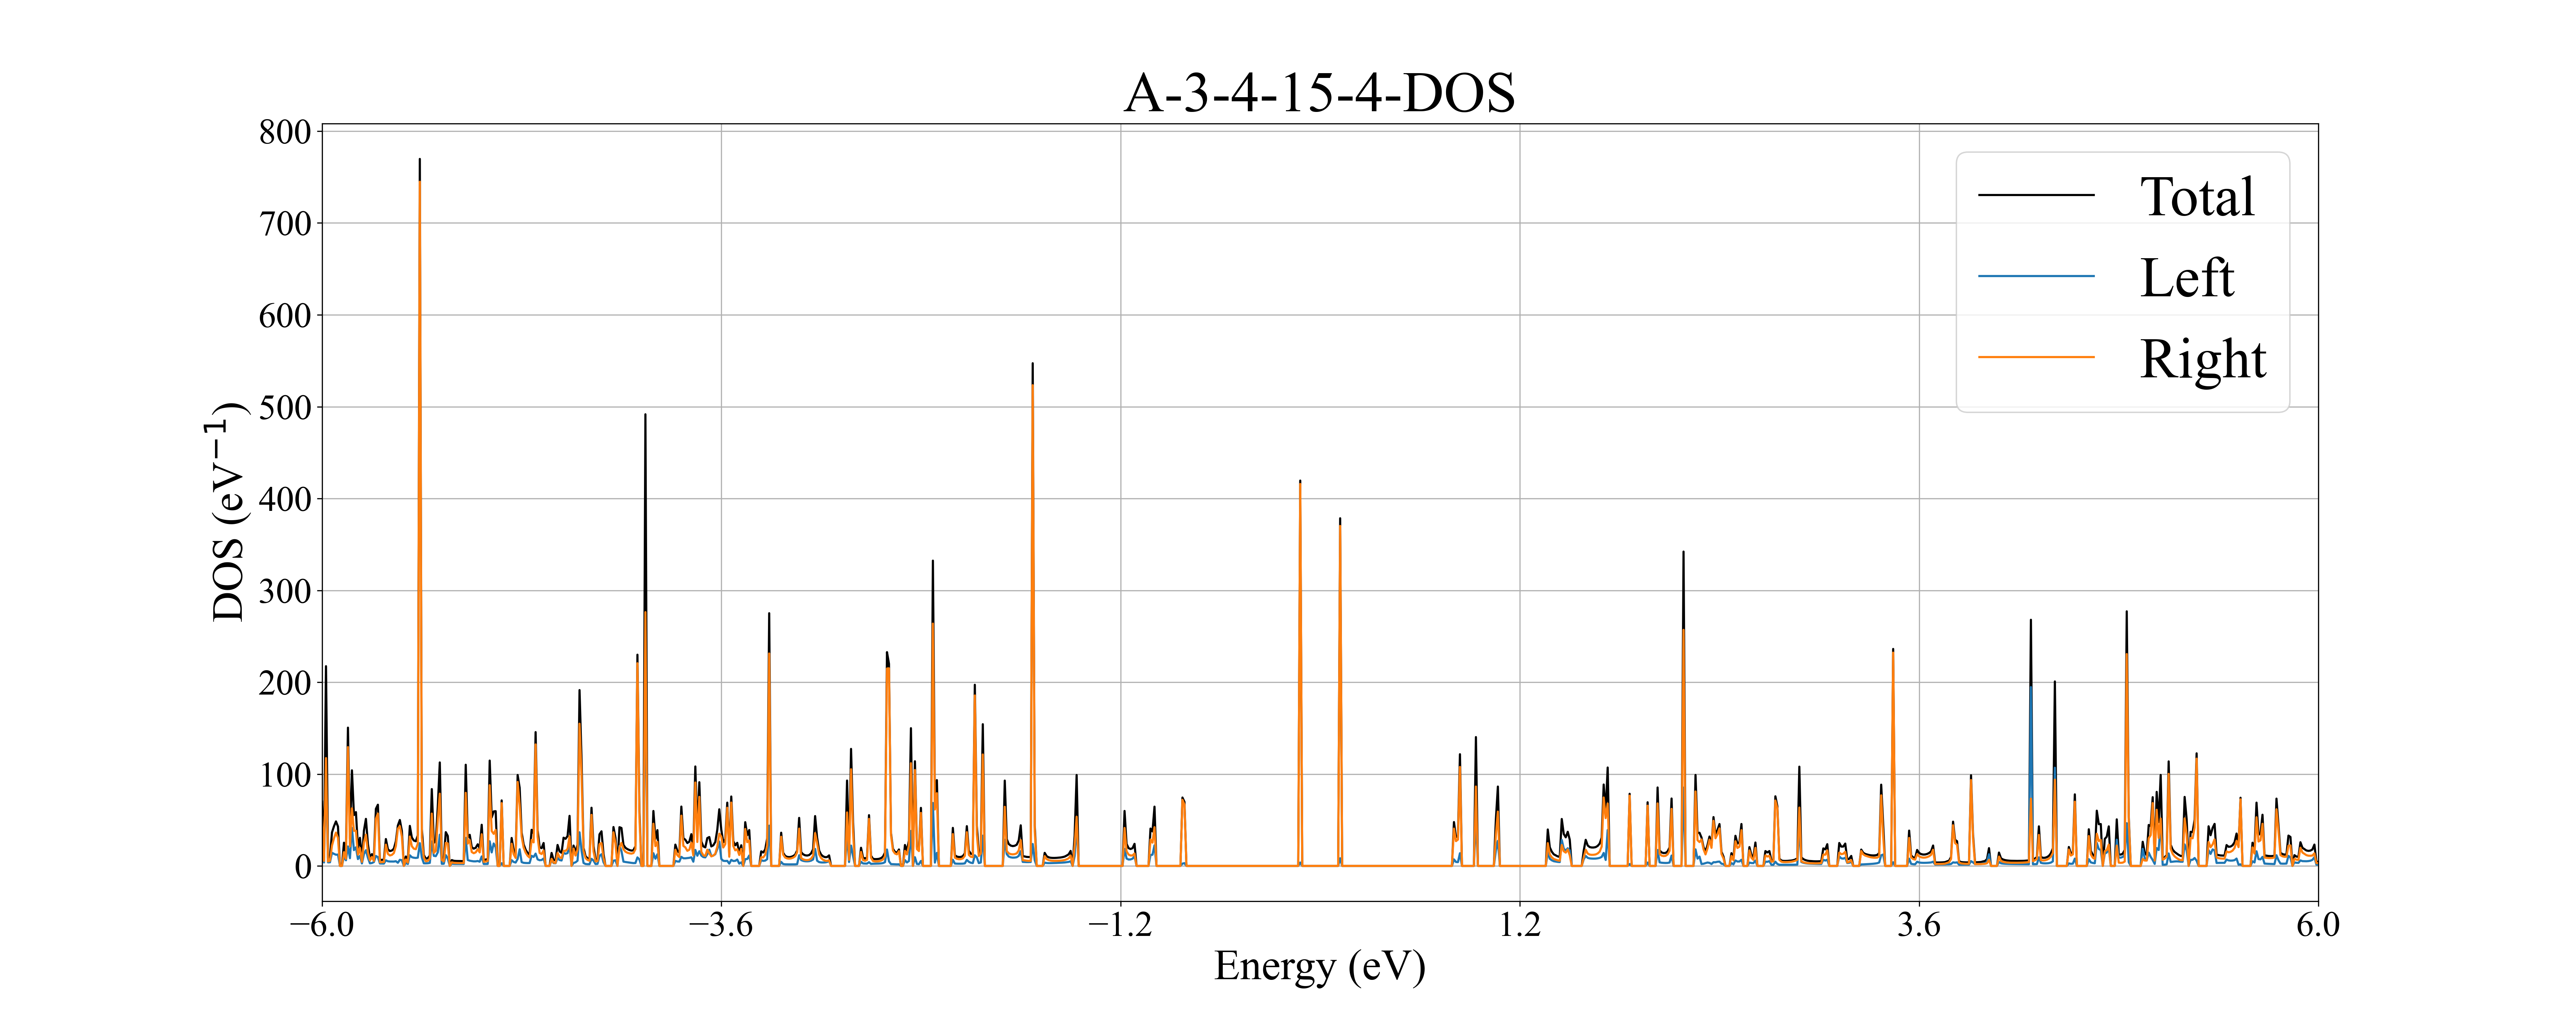 A-3-4-15-4-DOS
800
700
600
500
400
300
200
100
0
DOS (eV⁻¹)
Total
Left
Right
−6.0 −3.6 −1.2 1.2 3.6 6.0
Energy (eV)